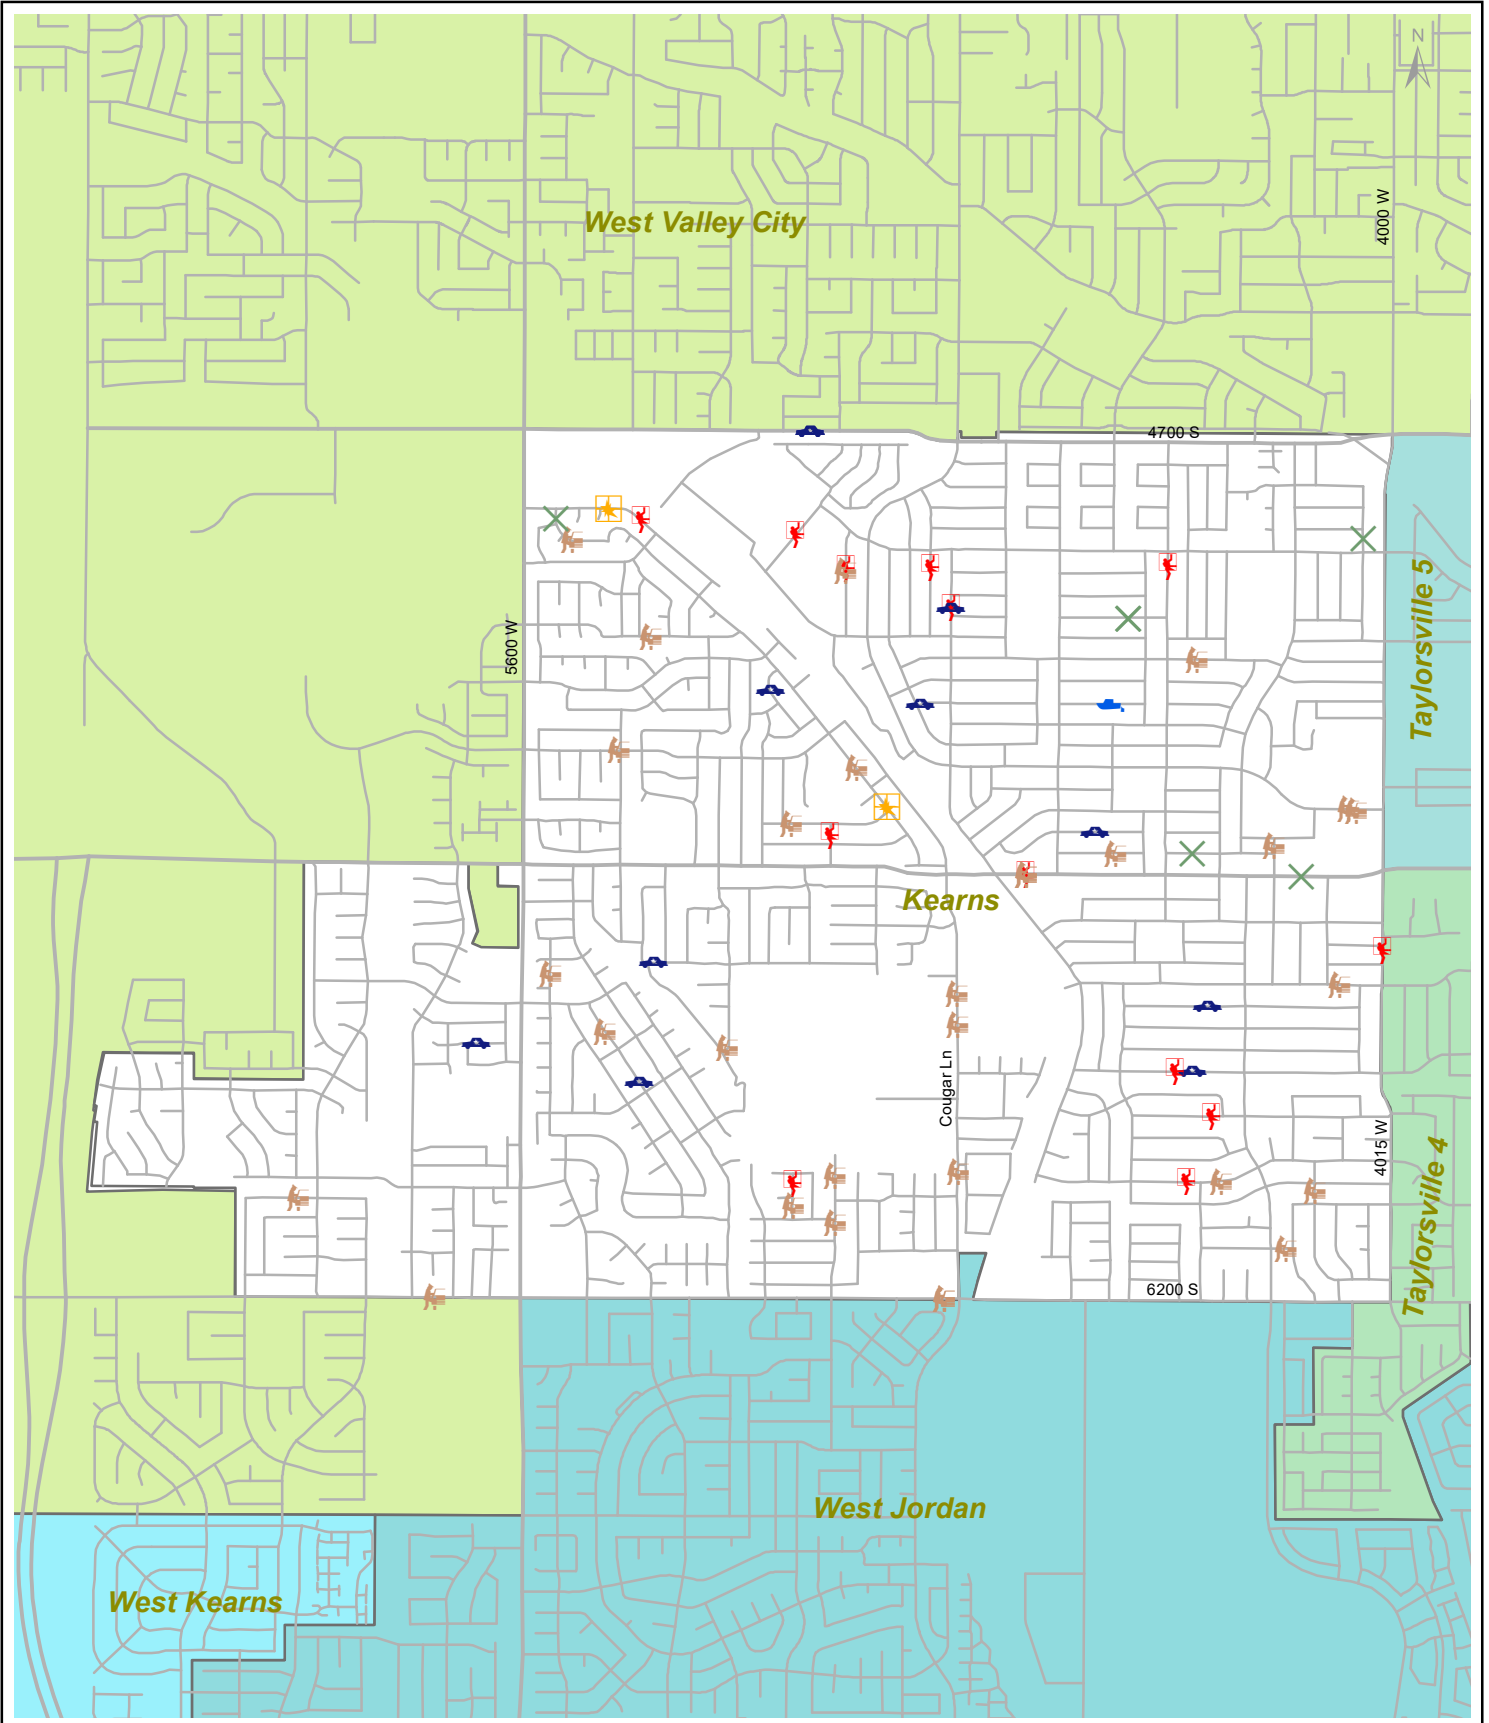 N
4000 W
West Valley City
4700 S
Taylorsville 5
5600 W
Kearns
Cougar Ln
4015 W
Taylorsville 4
6200 S
West Jordan
West Kearns